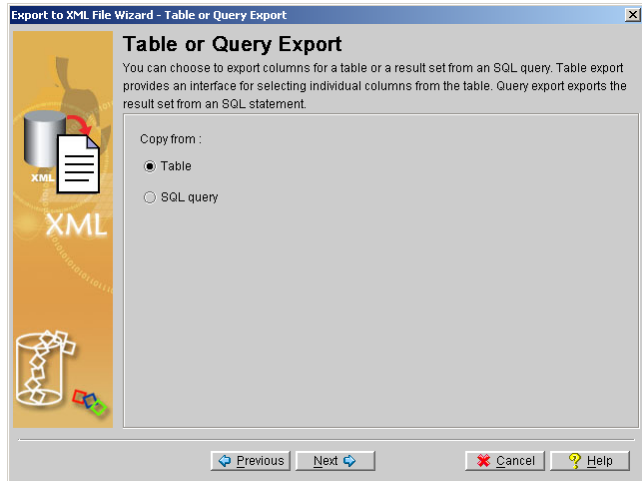 Export to XML File Wizard - Table or Query Export
Table or Query Export
You can choose to export columns for a table or a result set from an SQL query. Table export
provides an interface for selecting individual columns from the table. Query export exports the
result set from an SQL statement.
Copy from :
Table
SQL query
XML
XML
Previous
Next
Cancel
Help